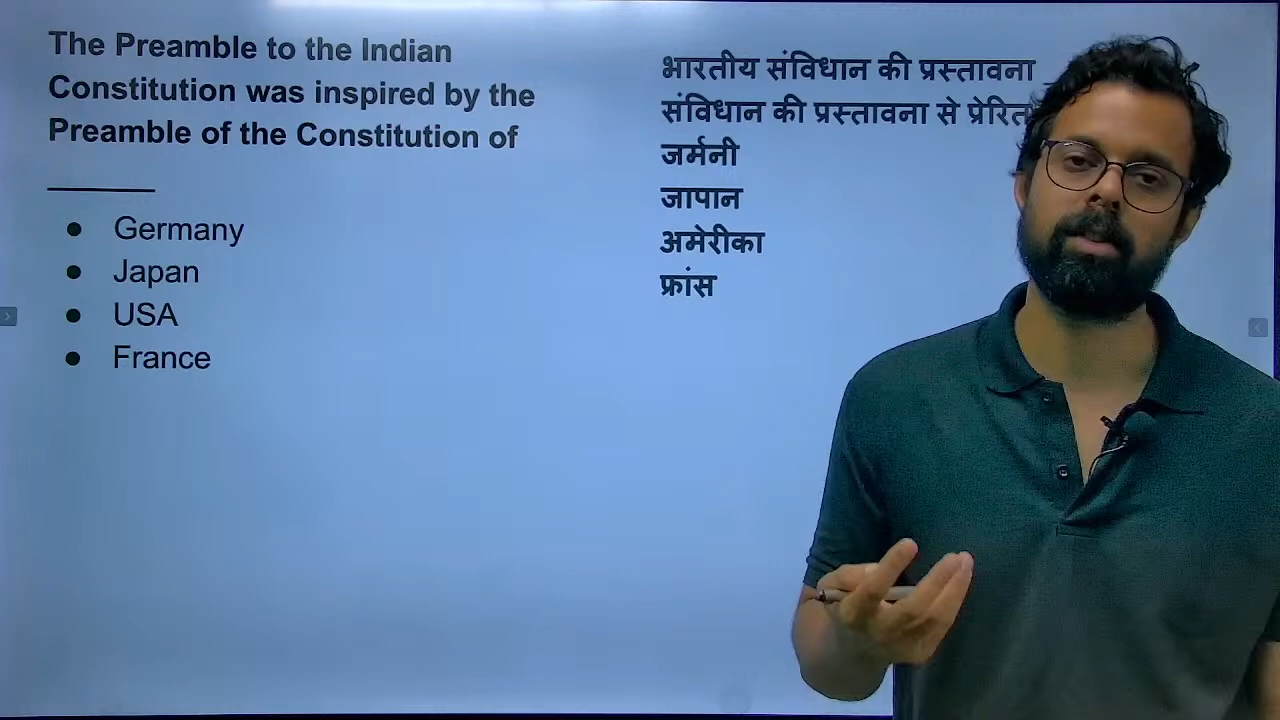 The Preamble to the Indian
Constitution was inspired by the
Preamble of the Constitution of
________
● Germany
● Japan
● USA
● France
भारतीय संविधान की प्रस्तावना
संविधान की प्रस्तावना से प्रेरित
जर्मनी
जापान
अमेरीका
फ्रांस